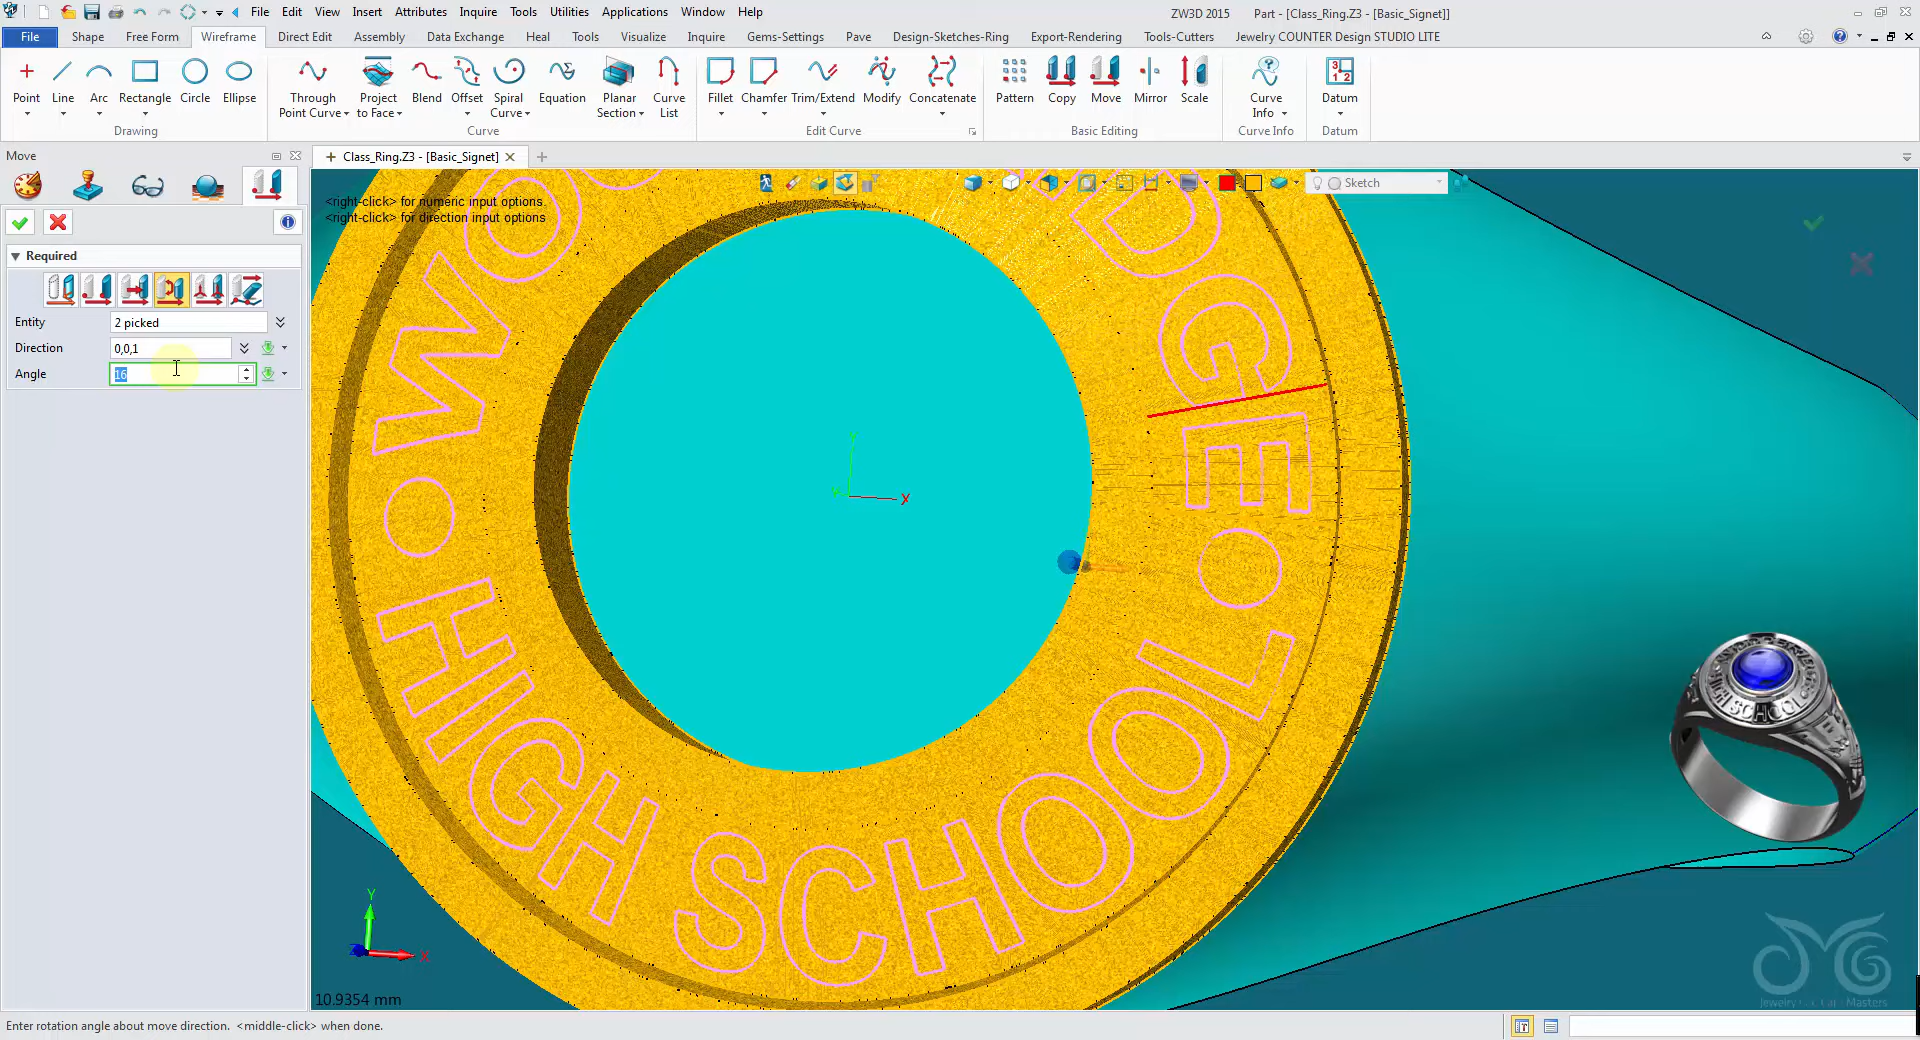 File Edit View Insert Attributes Inquire Tools Utilities Applications Window Help
ZW3D 2015 Part - [Class_Ring.Z3 - [Basic_Signet]]
File Shape Free Form Wireframe Direct Edit Assembly Data Exchange Heal Tools Visualize Inquire Gems-Settings Pave Design-Sketches-Ring Export-Rendering Tools-Cutters Jewelry COUNTER Design STUDIO LITE
Point Line Arc Rectangle Circle Ellipse
Through Point Curve
Project to Face
Blend Offset
Spiral Curve
Equation
Planar Section
Curve List
Fillet Chamfer Trim/Extend Modify Concatenate
Pattern Copy Move Mirror Scale
Curve Info
Datum
Drawing Curve Edit Curve Basic Editing Curve Info Datum
Move
Class_Ring.Z3 - [Basic_Signet]
Sketch
<right-click> for numeric input options
<right-click> for direction input options
Required
Entity 2 picked
Direction 0,0,1
Angle 16
WO
DGE
HIGH SCHOOL
Y
X
Y
X
10.9354 mm
HIGH SCHOOL
Enter rotation angle about move direction. <middle-click> when done.